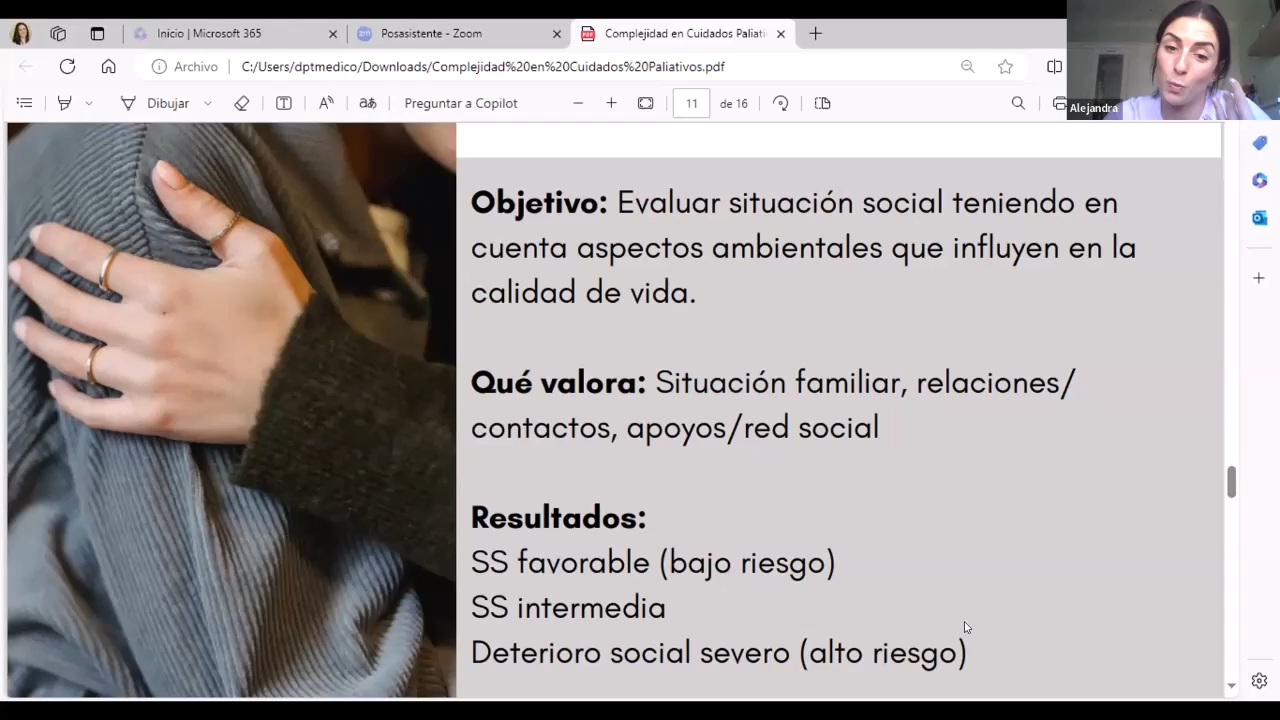 Inicio | Microsoft 365
Posasistente - Zoom
Complejidad en Cuidados Paliati
Archivo
C:/Users/dptmedico/Downloads/Complejidad%20en%20Cuidados%20Paliativos.pdf
Dibujar
Preguntar a Copilot
11
de 16
Alejandra
Objetivo: Evaluar situación social teniendo en
cuenta aspectos ambientales que influyen en la
calidad de vida.
Qué valora: Situación familiar, relaciones/
contactos, apoyos/red social
Resultados:
SS favorable (bajo riesgo)
SS intermedia
Deterioro social severo (alto riesgo)